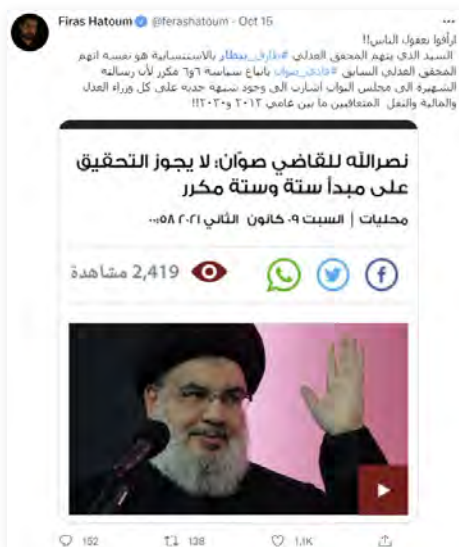 Firas Hatoum @ferashatoum · Oct 15
ارأفوا بعقول الناس!!
السيد الذي يتهم المحقق العدلي #طارق_بيطار بالاستنسابية هو نفسه اتهم
المحقق العدلي السابق #فادي_صوان باتباع سياسة ٦و٦ مكرر لأن رسالته
الشهيرة الى مجلس النواب أشارت الى وجود شبهة جدية على كل وزراء العدل
والمالية والنقل المتعاقبين ما بين عامي ٢٠١٣ و٢٠٢٠!!
نصرالله للقاضي صوّان: لا يجوز التحقيق
على مبدأ ستة وستة مكرر
محليات | السبت ٠٩ كانون الثاني ٢٠٢١
2,419 مشاهدة
152 138 1.1K